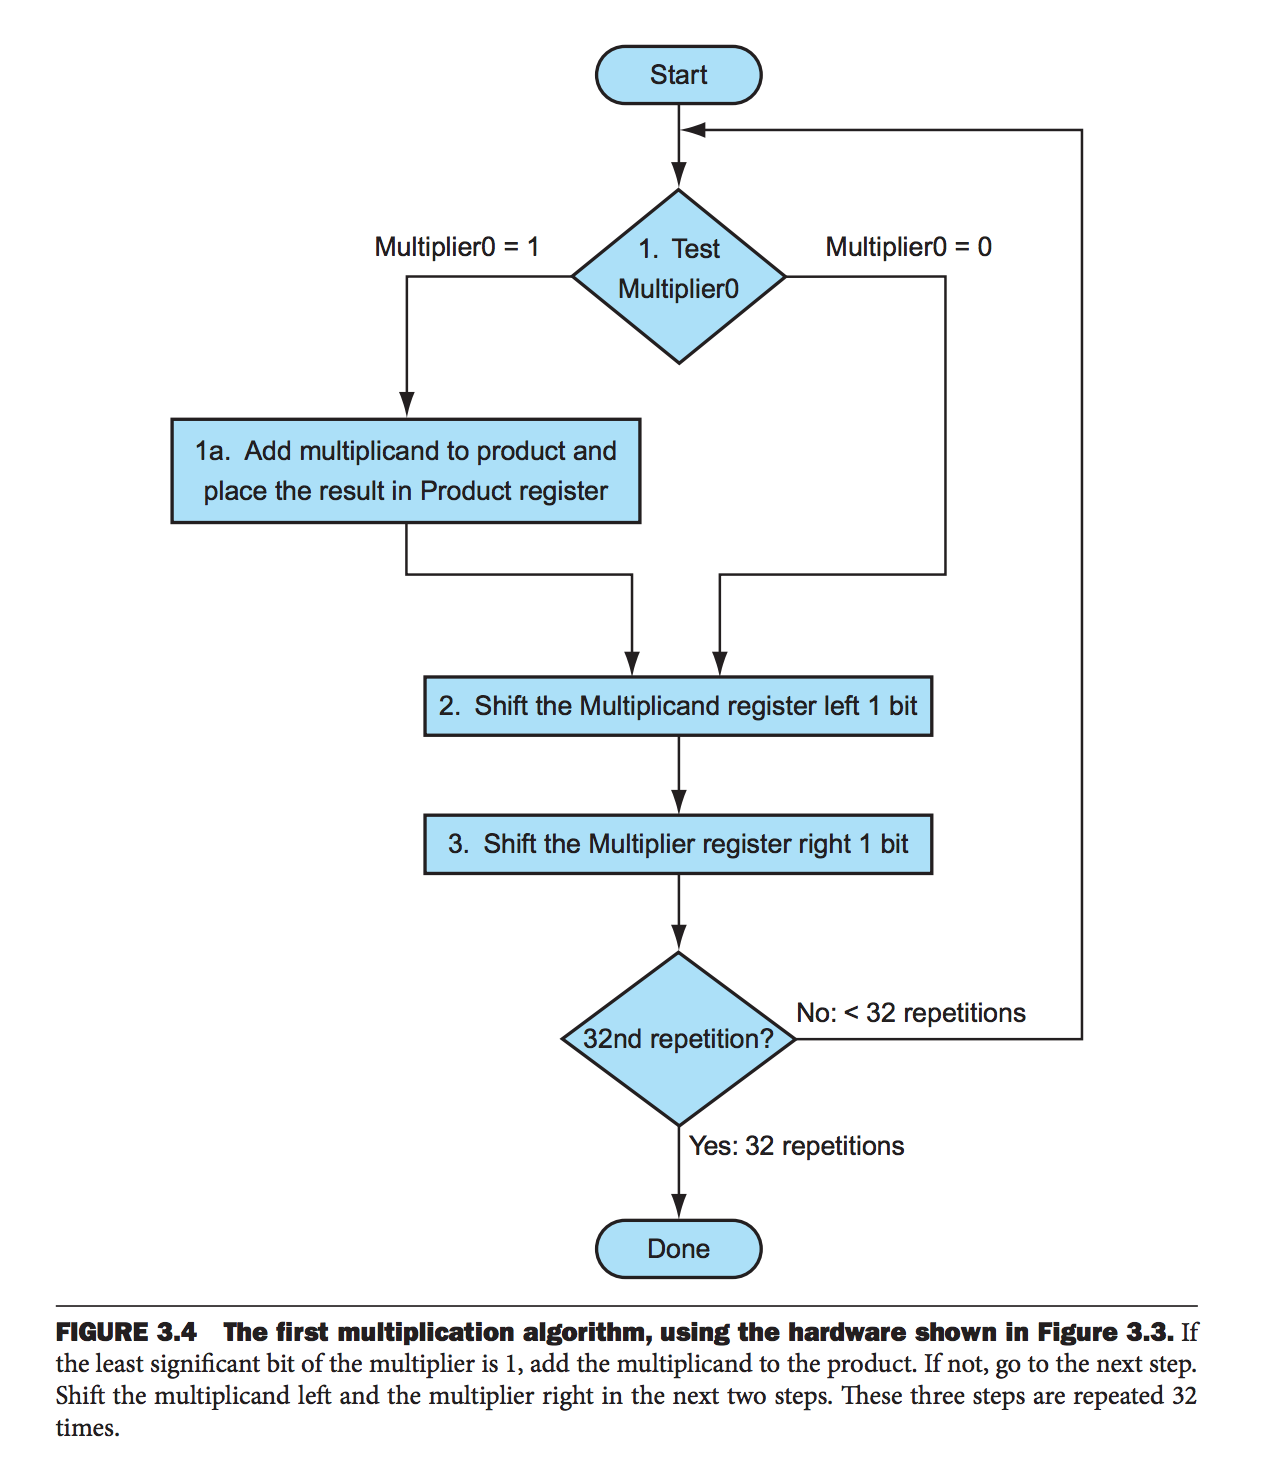 Start
Multiplier0 = 1
1. Test
Multiplier0
Multiplier0 = 0
1a. Add multiplicand to product and
place the result in Product register
2. Shift the Multiplicand register left 1 bit
3. Shift the Multiplier register right 1 bit
32nd repetition?
No: < 32 repetitions
Yes: 32 repetitions
Done
FIGURE 3.4 The first multiplication algorithm, using the hardware shown in Figure 3.3. If
the least significant bit of the multiplier is 1, add the multiplicand to the product. If not, go to the next step.
Shift the multiplicand left and the multiplier right in the next two steps. These three steps are repeated 32
times.